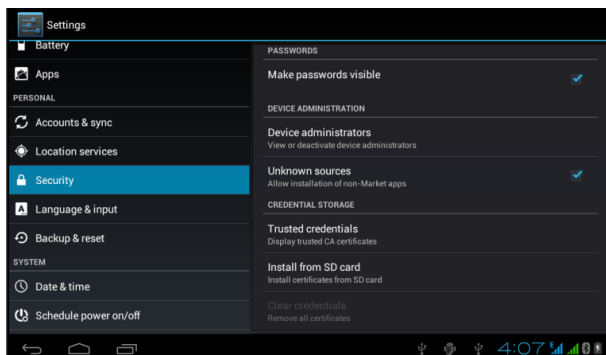 Settings
Battery
Apps
PERSONAL
Accounts & sync
Location services
Security
Language & input
Backup & reset
SYSTEM
Date & time
Schedule power on/off
PASSWORDS
Make passwords visible
DEVICE ADMINISTRATION
Device administrators
View or deactivate device administrators
Unknown sources
Allow installation of non-Market apps
CREDENTIAL STORAGE
Trusted credentials
Display trusted CA certificates
Install from SD card
Install certificates from SD card
Clear credentials
Remove all certificates
4:07 E